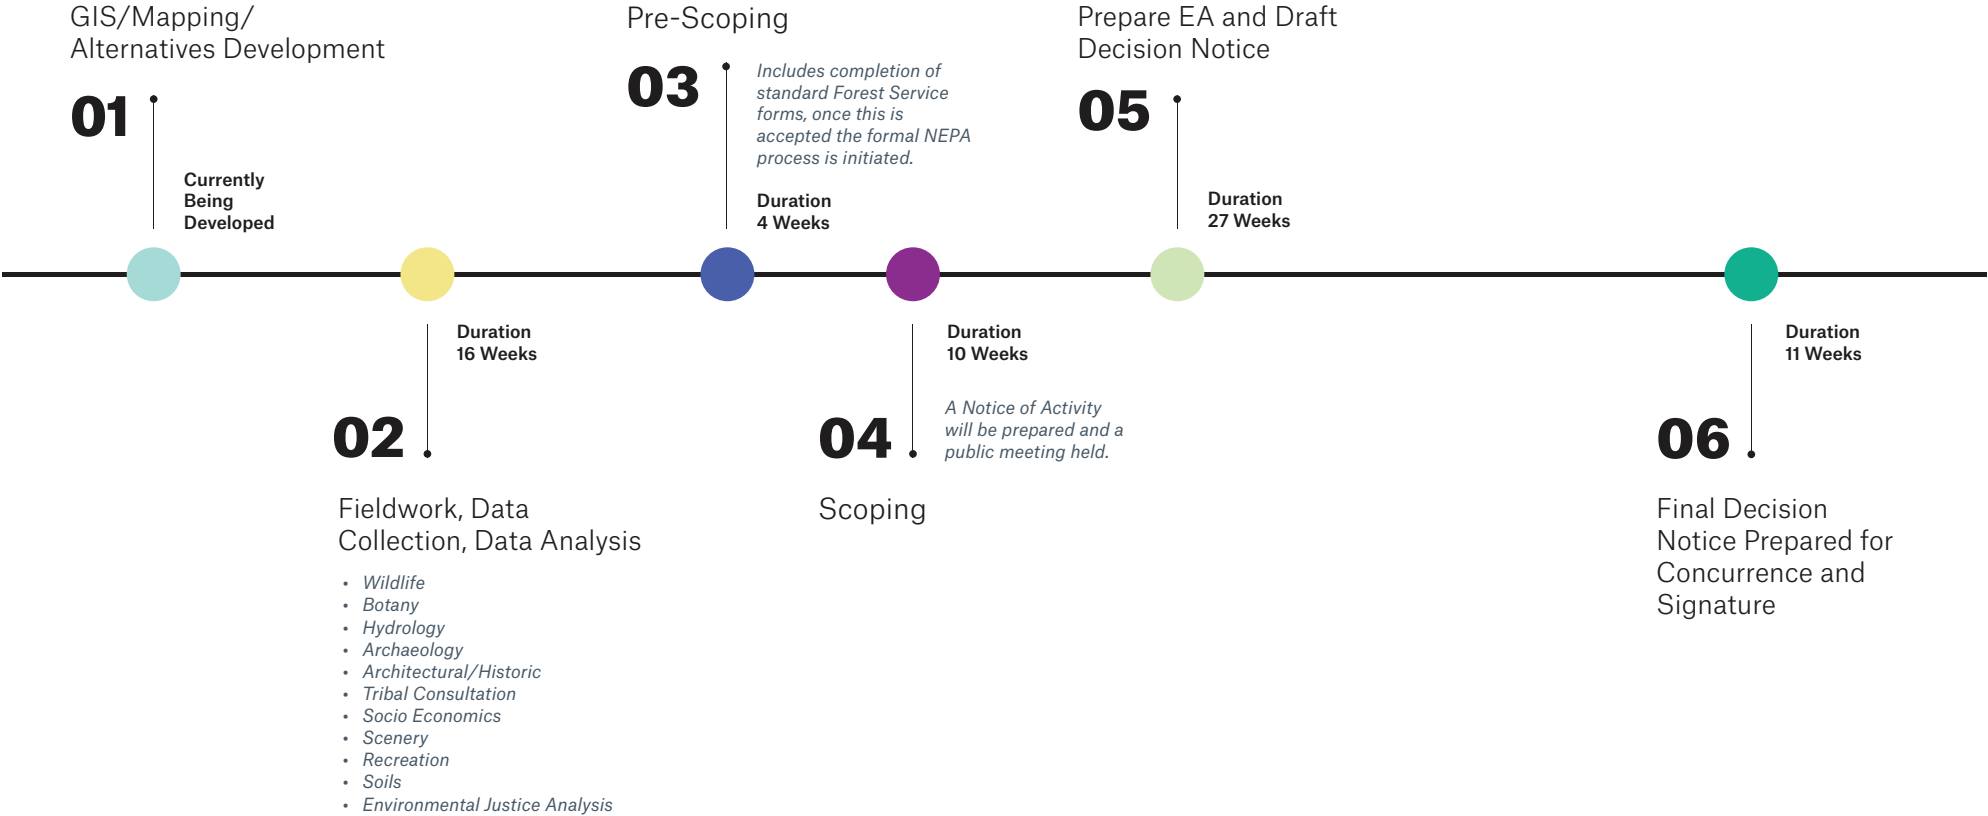 GIS/Mapping/
Alternatives Development
01
Currently
Being
Developed
Duration
16 Weeks
02
Fieldwork, Data
Collection, Data Analysis
• Wildlife
• Botany
• Hydrology
• Archaeology
• Architectural/Historic
• Tribal Consultation
• Socio Economics
• Scenery
• Recreation
• Soils
• Environmental Justice Analysis
Pre-Scoping
03
Includes completion of
standard Forest Service
forms, once this is
accepted the formal NEPA
process is initiated.
Duration
4 Weeks
Duration
10 Weeks
04
A Notice of Activity
will be prepared and a
public meeting held.
Scoping
Prepare EA and Draft
Decision Notice
05
Duration
27 Weeks
Duration
11 Weeks
06
Final Decision
Notice Prepared for
Concurrence and
Signature